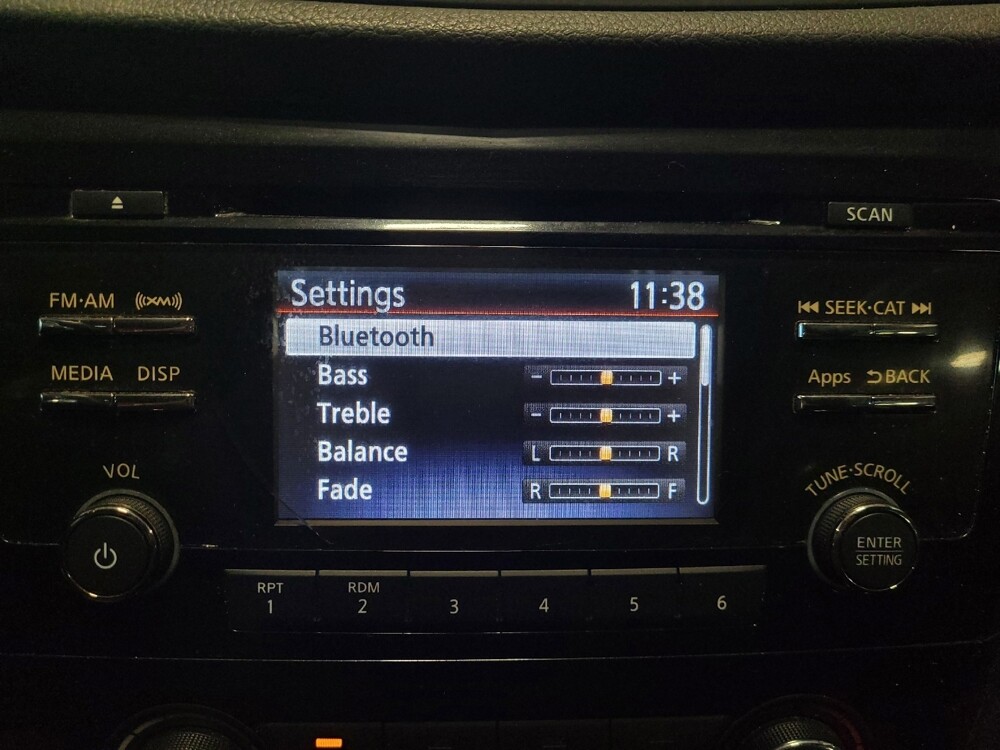 SCAN
FM·AM (((XM)))
MEDIA DISP
VOL
Settings 11:38
Bluetooth
Bass - +
Treble - +
Balance L R
Fade R F
SEEK·CAT
Apps BACK
TUNE·SCROLL
ENTER
SETTING
RPT RDM
1 2 3 4 5 6